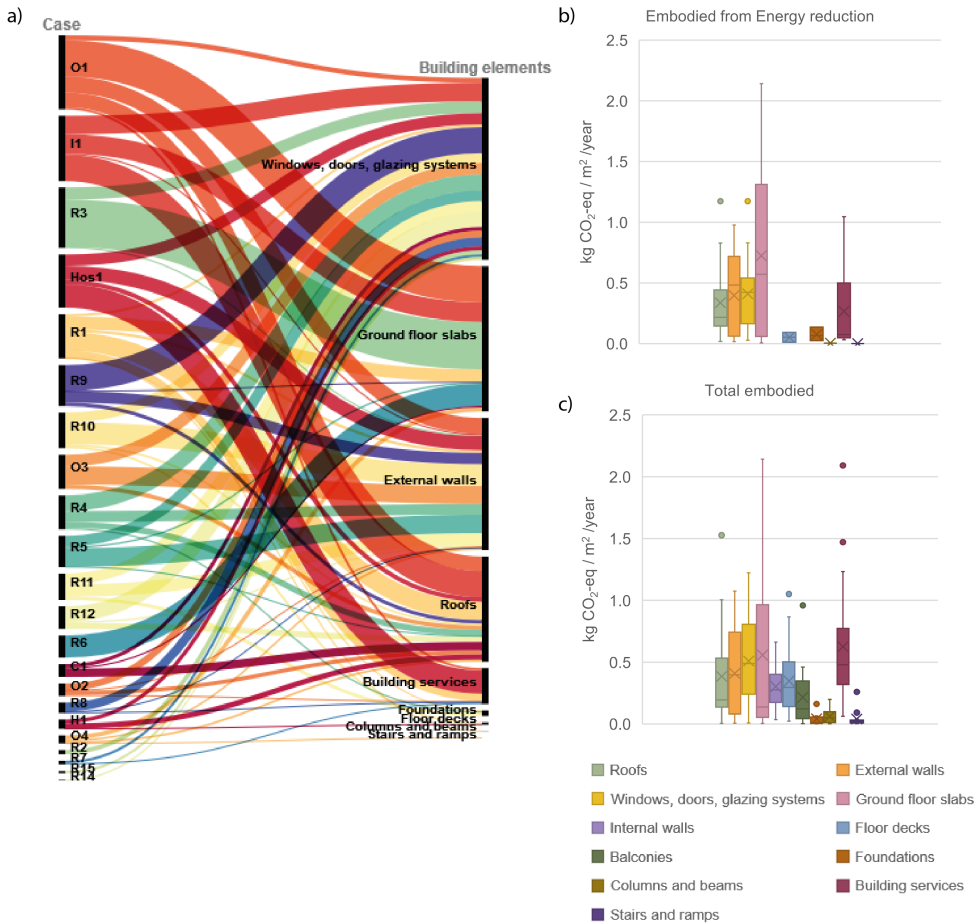 a)
Case
Building elements
O1
I1
R3
Hos1
R1
R9
R10
O3
R4
R5
R11
R12
R6
C1
O2
R8
H1
O4
R2
R7
R15
R14
Windows, doors, glazing systems
Ground floor slabs
External walls
Roofs
Building services
Foundations
Floor decks
Columns and beams
Stairs and ramps
b)
Embodied from Energy reduction
kg CO2-eq / m² /year
2.5
2.0
1.5
1.0
0.5
0.0
c)
Total embodied
kg CO2-eq / m² /year
2.5
2.0
1.5
1.0
0.5
0.0
Roofs
External walls
Windows, doors, glazing systems
Ground floor slabs
Internal walls
Floor decks
Balconies
Foundations
Columns and beams
Building services
Stairs and ramps